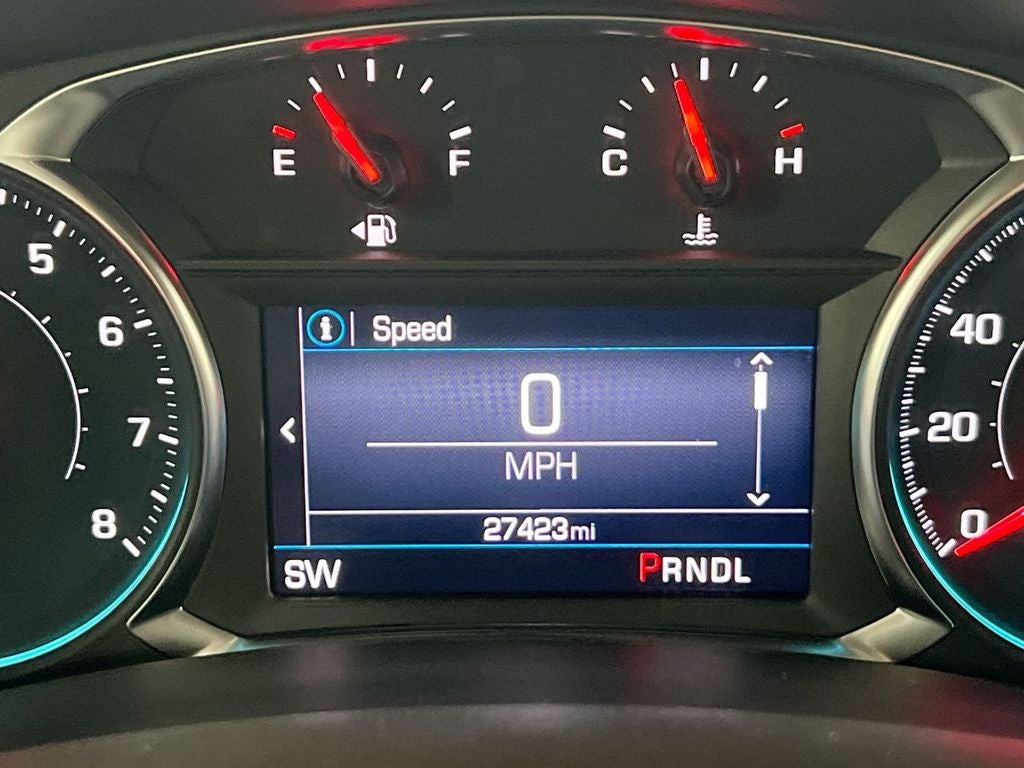 E F
C H
5
6
7
8
Speed
0
MPH
27423mi
SW
PRNDL
40
20
0